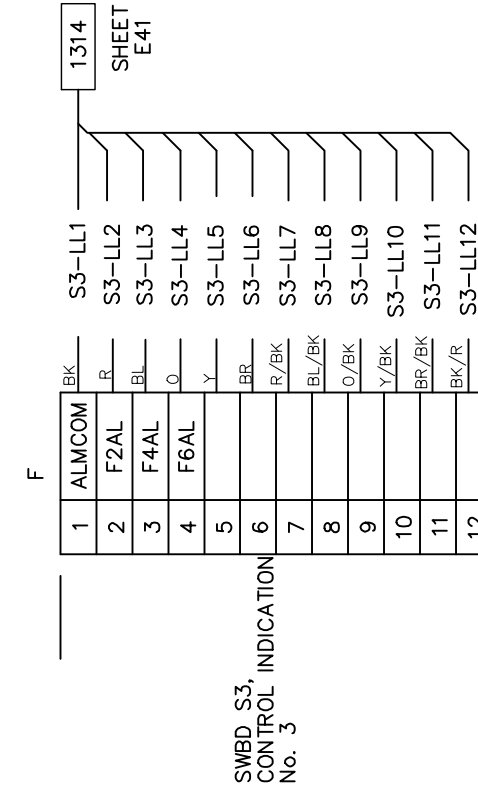 F
1314
SHEET
E41
1 ALMCOM BK S3-LL1
2 F2AL R S3-LL2
3 F4AL BL S3-LL3
4 F6AL O S3-LL4
5 Y S3-LL5
6 BR S3-LL6
7 R/BK S3-LL7
8 BL/BK S3-LL8
9 O/BK S3-LL9
10 Y/BK S3-LL10
11 BR/BK S3-LL11
12 BK/R S3-LL12
SWBD S3,
CONTROL INDICATION
No. 3